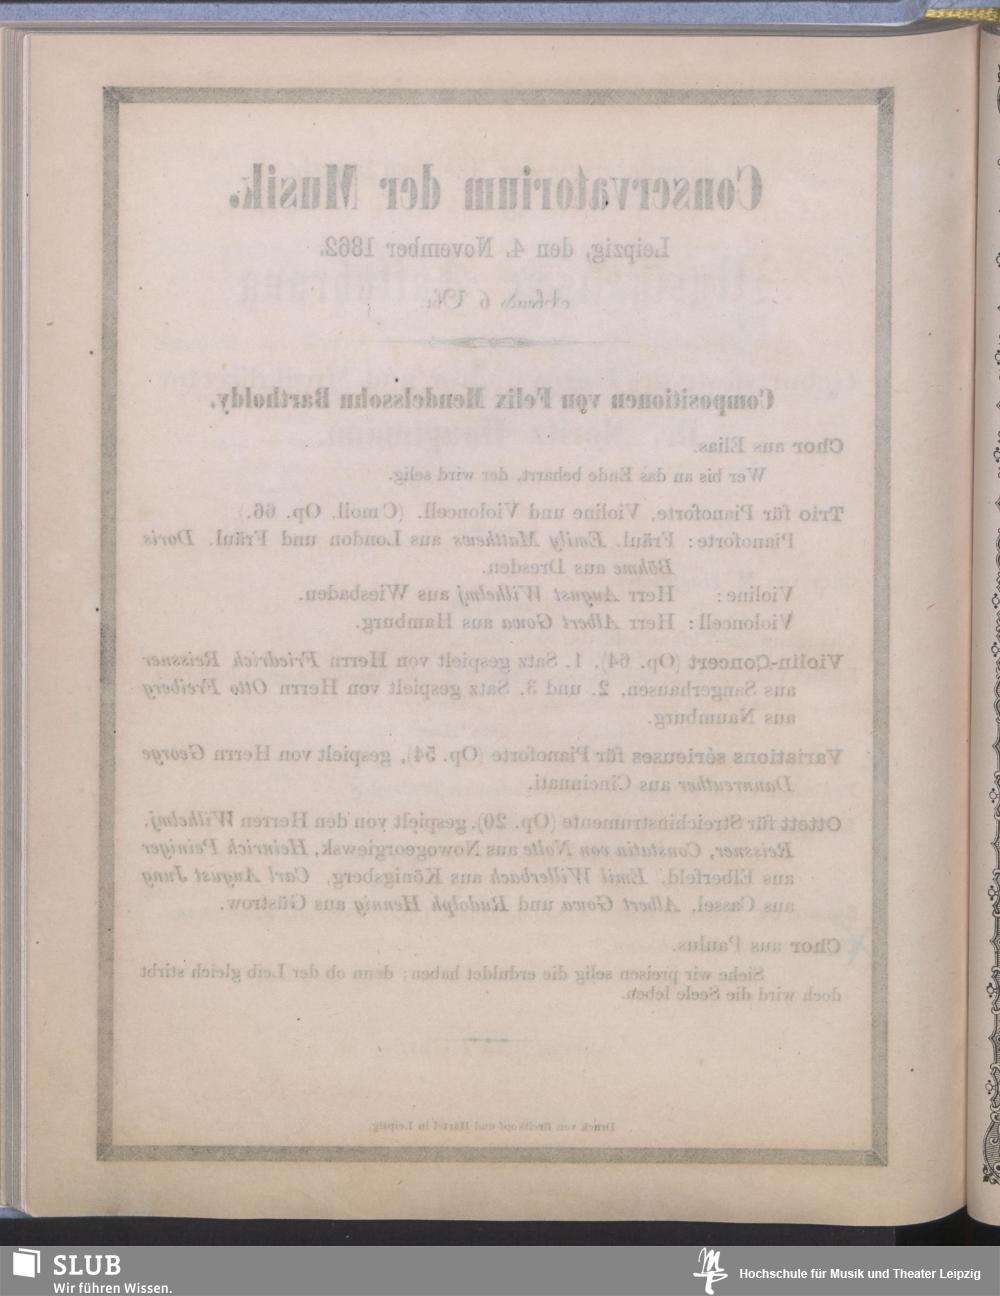 Conservatorium der Musik.
Leipzig, den 4. November 1862.
Abends 6 Uhr.
Compositionen von Felix Mendelssohn Bartholdy.
Chor aus Elias.
Wer bis an das Ende beharrt, der wird selig.
Trio für Pianoforte, Violine und Violoncell. (C moll. Op. 66.)
Pianoforte: Fräul. Emily Matthews aus London und Fräul. Doris
Böhme aus Dresden.
Violine: Herr August Wilhelmj aus Wiesbaden.
Violoncell: Herr Albert Gowa aus Hamburg.
Violin-Concert (Op. 64), 1. Satz gespielt von Herrn Friedrich Reissner
aus Sangerhausen, 2. und 3. Satz gespielt von Herrn Otto Freiberg
aus Naumburg.
Variations sérieuses für Pianoforte (Op. 54), gespielt von Herrn George
Dannreuther aus Cincinnati.
Ottett für Streichinstrumente (Op. 20), gespielt von den Herren Wilhelmj,
Reissner, Constatin von Nolte aus Nowogeorgiewsk, Heinrich Peiniger
aus Elberfeld, Emil Willerbach aus Königsberg, Carl August Jung
aus Cassel, Albert Gowa und Rudolph Hennig aus Güstrow.
Chor aus Paulus.
Siehe wir preisen selig die erduldet haben; denn ob der Leib gleich stirbt
doch wird die Seele leben.
Druck von Breitkopf und Härtel in Leipzig.
SLUB
Wir führen Wissen.
Hochschule für Musik und Theater Leipzig